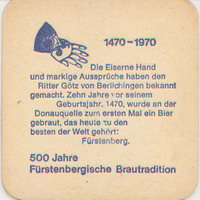 1470-1970
Die Eiserne Hand
und markige Aussprüche haben den
Ritter Götz von Berlichingen bekannt
gemacht. Zehn Jahre vor seinem
Geburtsjahr, 1470, wurde an der
Donauquelle zum ersten Mal ein Bier
gebraut, das heute zu den
besten der Welt gehört:
Fürstenberg.
500 Jahre
Fürstenbergische Brautradition